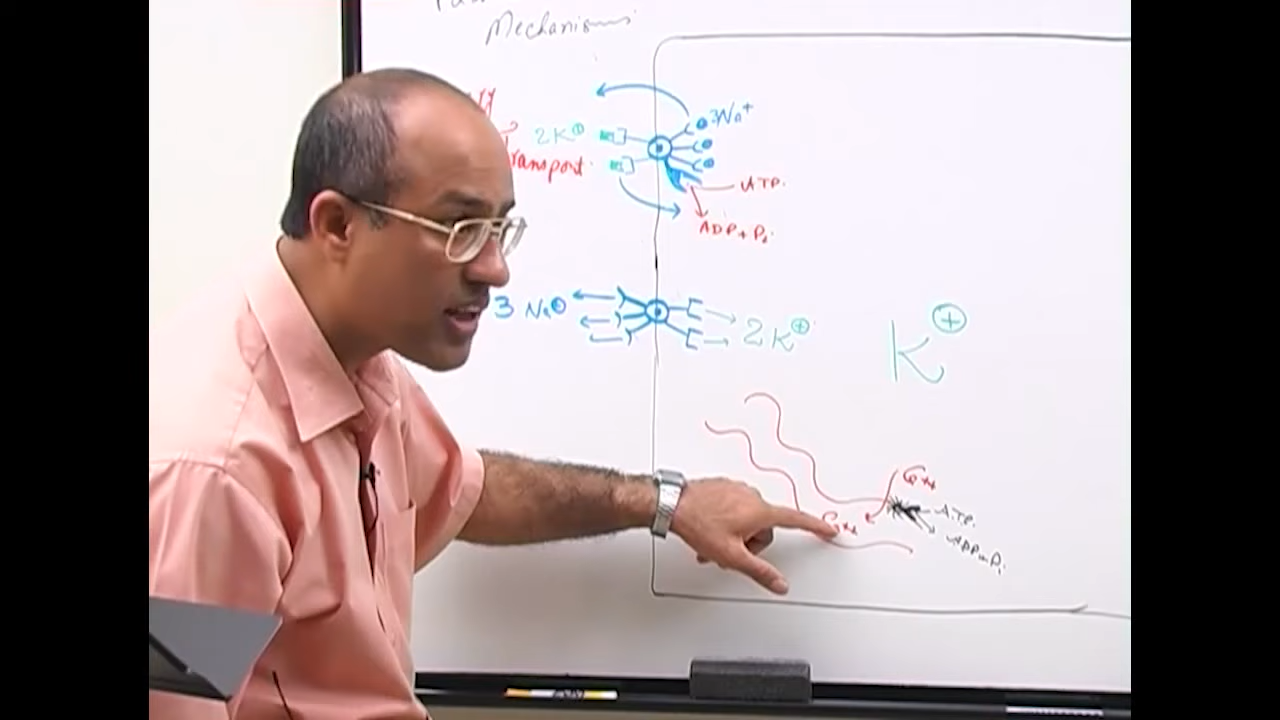 Mechanisms
3Na+
2K⊕
transport.
ATP.
ADP + Pi
3 Na⊕
2K⊕
K⊕
Ca++
Ca++
ATP.
ADP + Pi